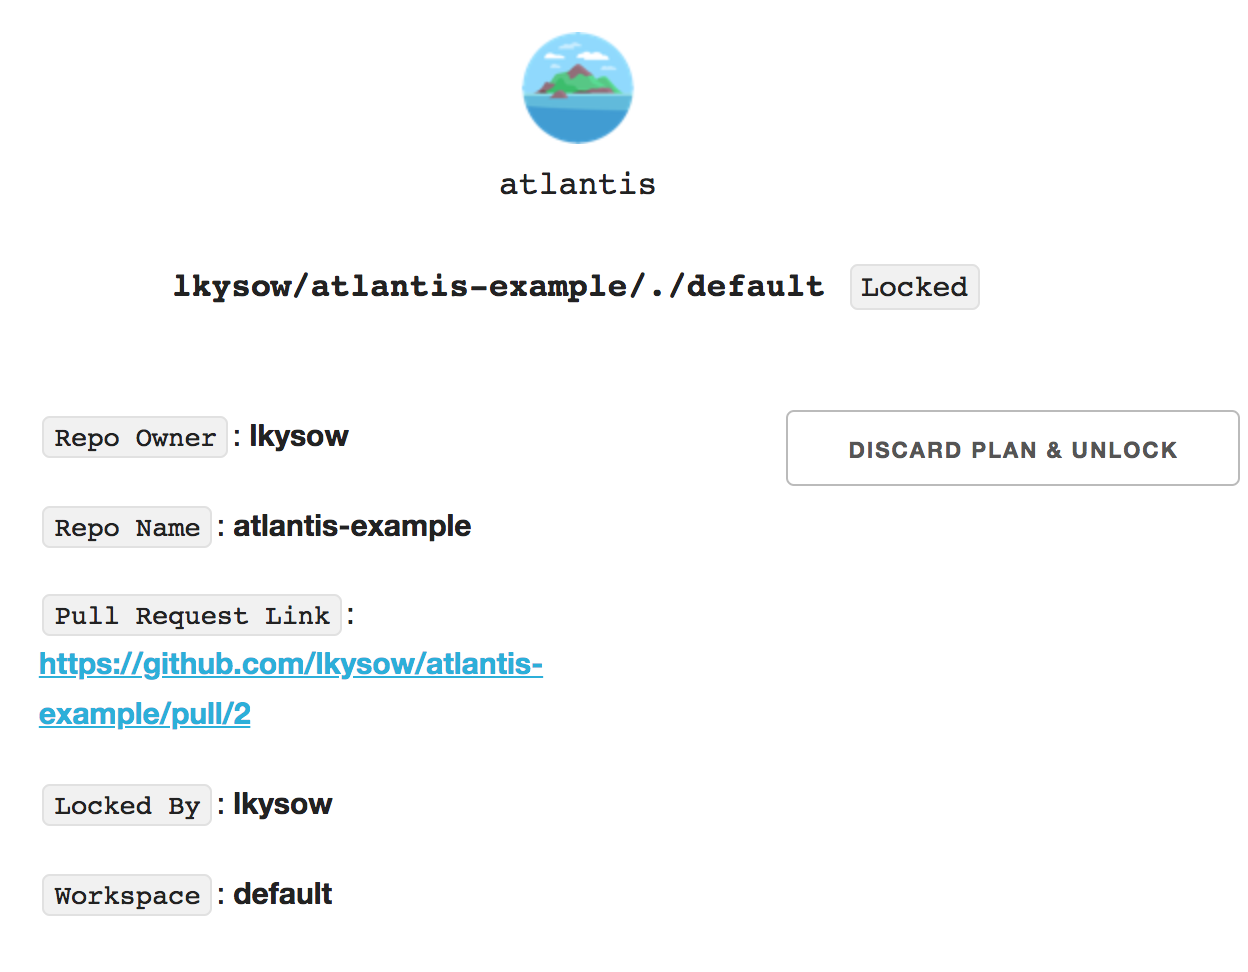 atlantis
lkysow/atlantis-example/./default Locked
Repo Owner: lkysow
DISCARD PLAN & UNLOCK
Repo Name: atlantis-example
Pull Request Link:
https://github.com/lkysow/atlantis-
example/pull/2
Locked By: lkysow
Workspace: default